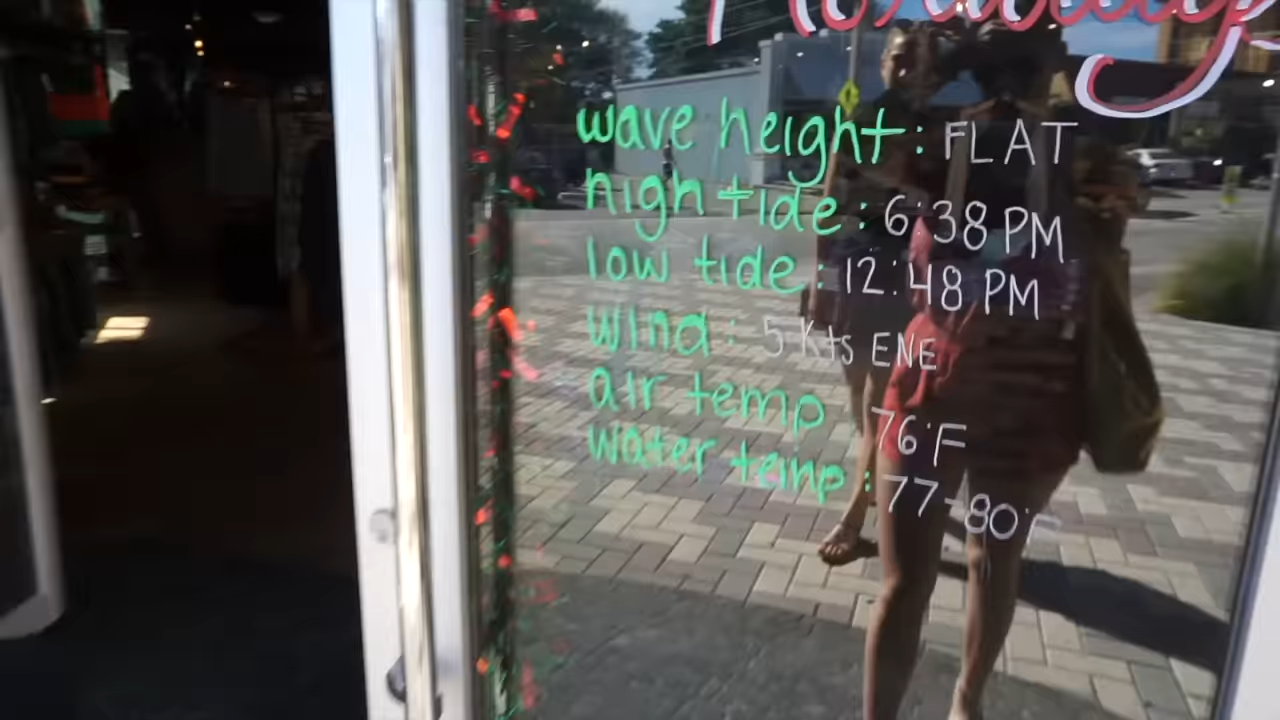 wave height: FLAT
high tide: 6:38 PM
low tide: 12:48 PM
wind: 5 Kts ENE
air temp 76°F
water temp: 77-80°F